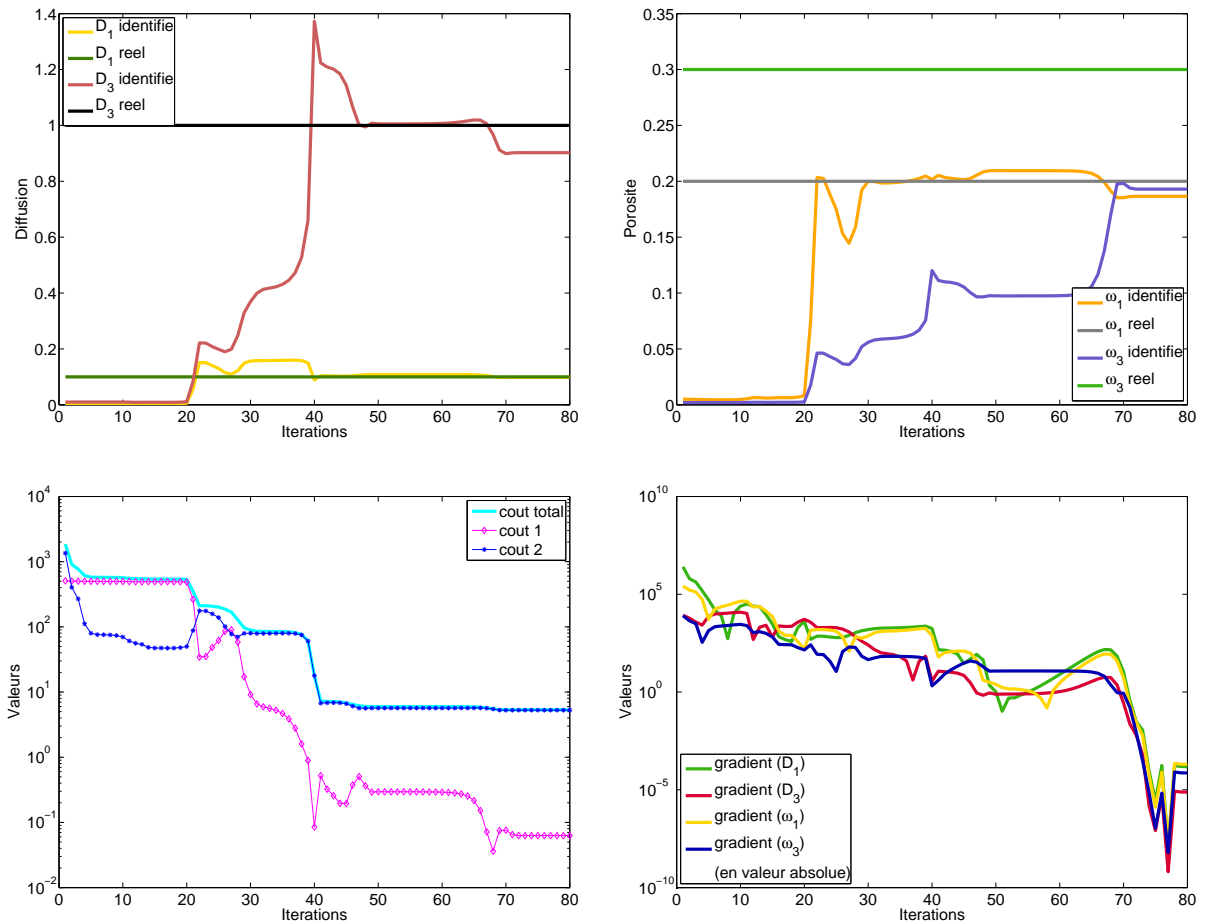 1.4
1.2
1
0.8
0.6
0.4
0.2
0
Diffusion
D1 identifie
D1 reel
D3 identifie
D3 reel
0 10 20 30 40 50 60 70 80
Iterations
0.35
0.3
0.25
0.2
0.15
0.1
0.05
0
Porosite
ω1 identifie
ω1 reel
ω3 identifie
ω3 reel
0 10 20 30 40 50 60 70 80
Iterations
10^4
10^3
10^2
10^1
10^0
10^-1
10^-2
Valeurs
cout total
cout 1
cout 2
0 10 20 30 40 50 60 70 80
Iterations
10^10
10^5
10^0
10^-5
10^-10
Valeurs
gradient (D1)
gradient (D3)
gradient (ω1)
gradient (ω3)
(en valeur absolue)
0 10 20 30 40 50 60 70 80
Iterations